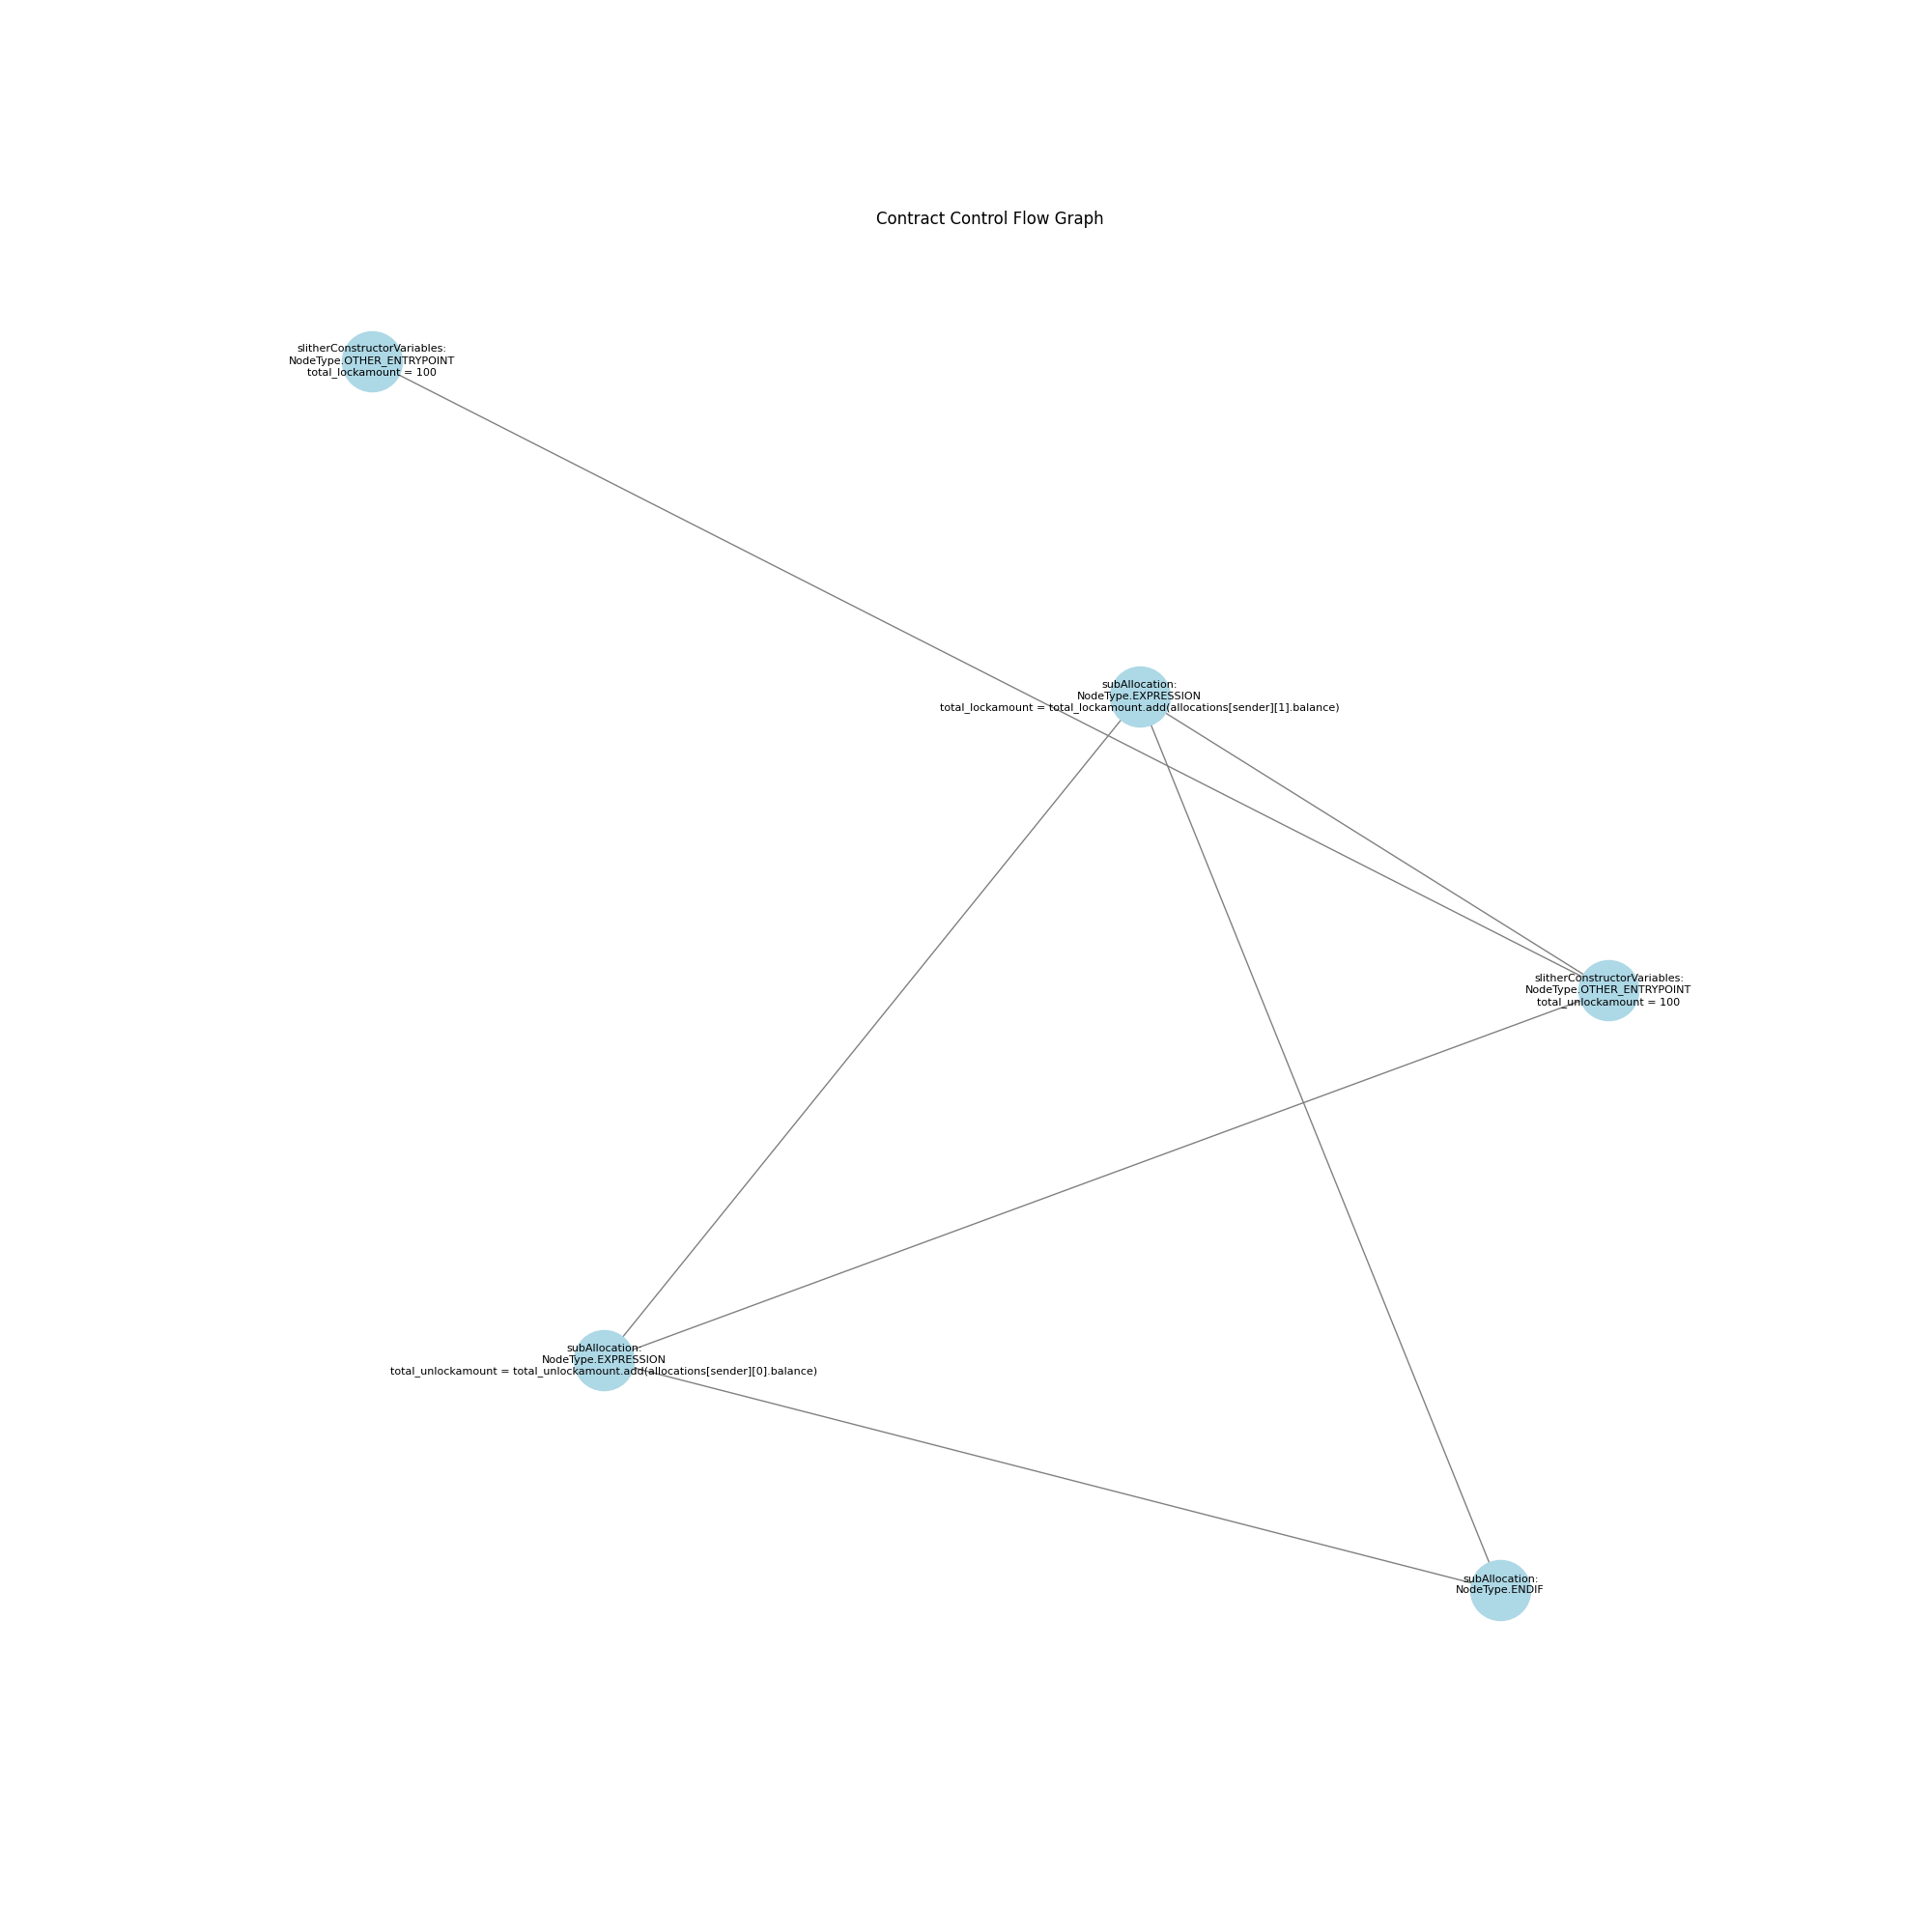 Contract Control Flow Graph
slitherConstructorVariables:
NodeType.OTHER_ENTRYPOINT
total_lockamount = 100
subAllocation:
NodeType.EXPRESSION
total_lockamount = total_lockamount.add(allocations[sender][1].balance)
slitherConstructorVariables:
NodeType.OTHER_ENTRYPOINT
total_unlockamount = 100
subAllocation:
NodeType.EXPRESSION
total_unlockamount = total_unlockamount.add(allocations[sender][0].balance)
subAllocation:
NodeType.ENDIF